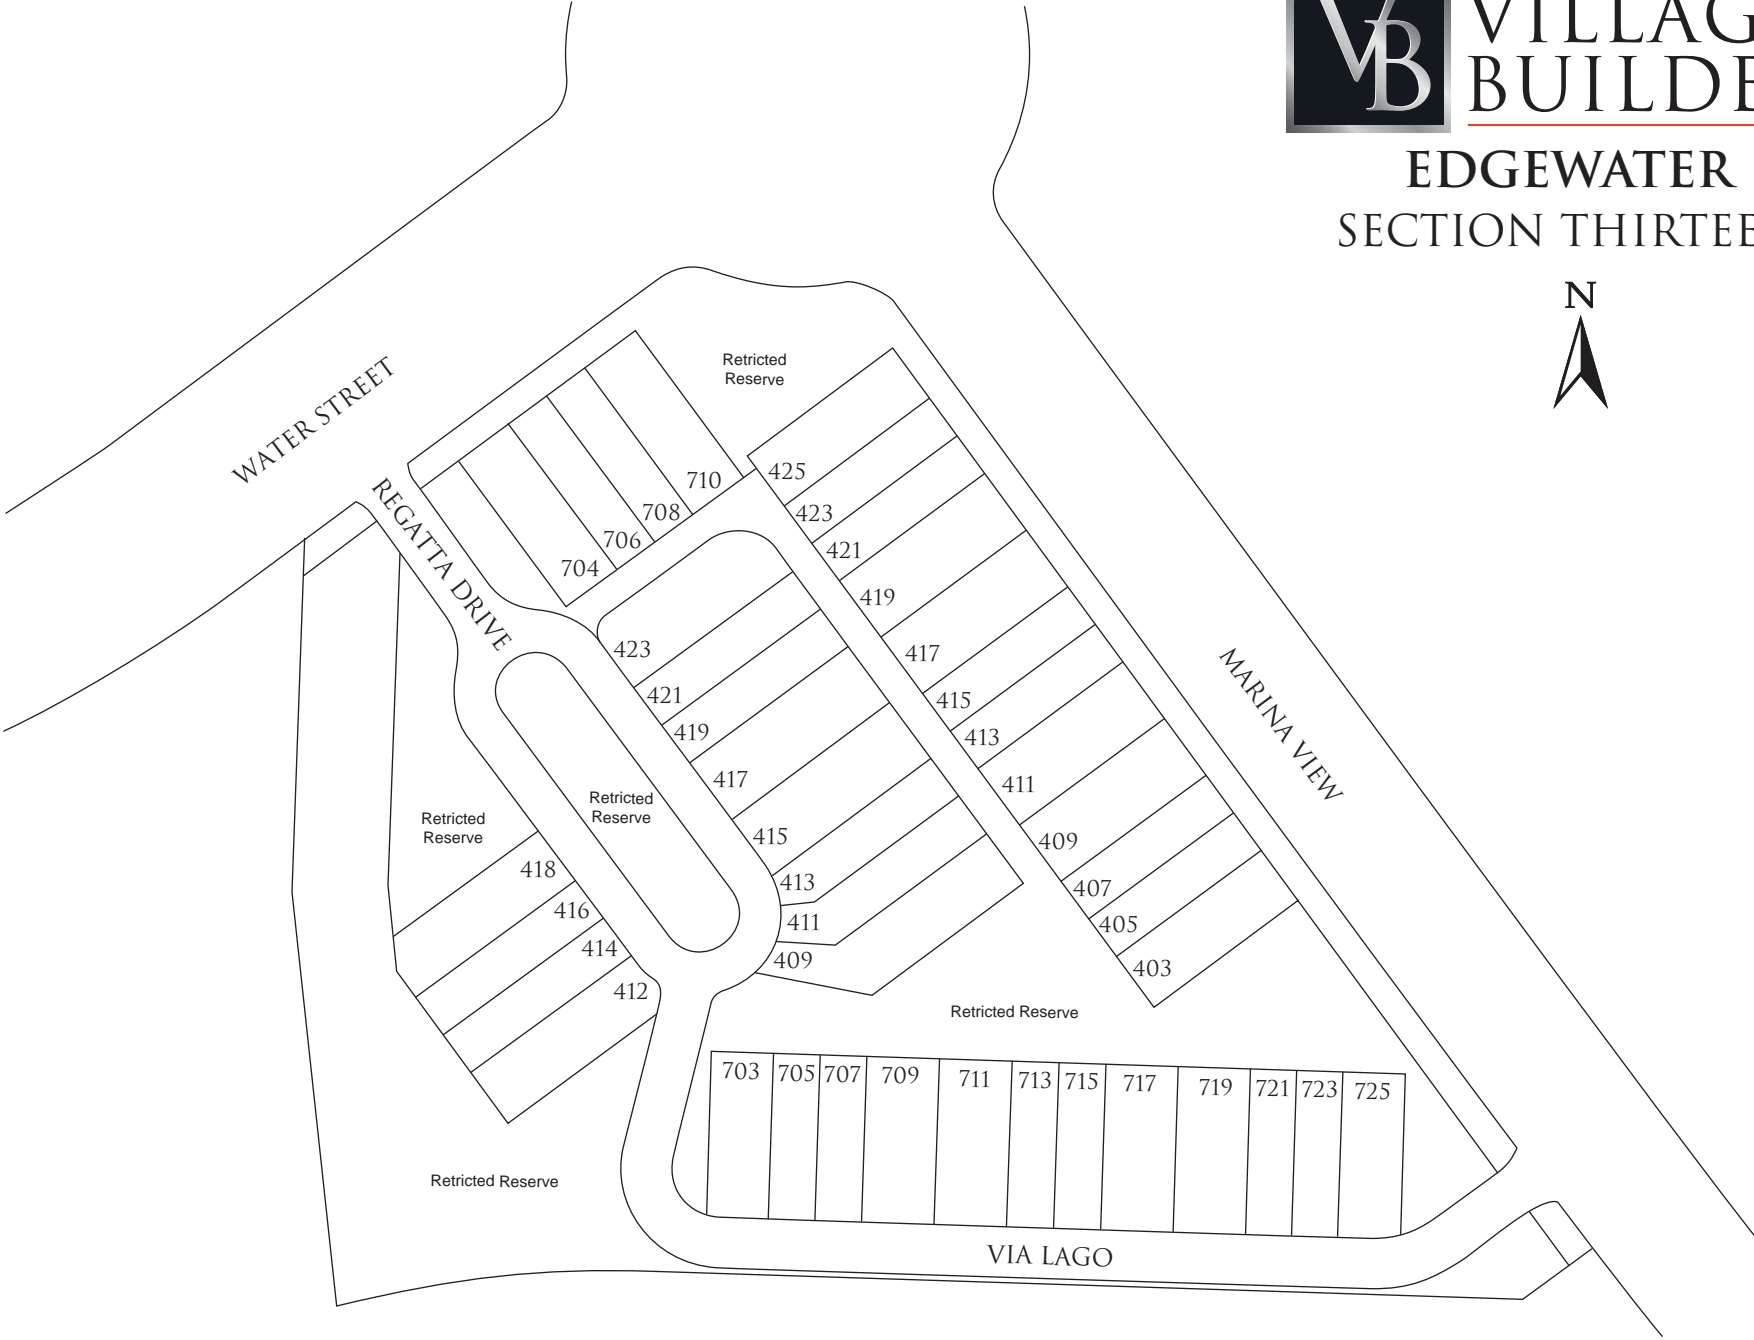 VB
VILLAG
BUILDE
EDGEWATER
SECTION THIRTEE
N
WATER STREET
REGATTA DRIVE
MARINA VIEW
VIA LAGO
Retricted
Reserve
710
708
706
704
425
423
421
419
417
415
413
411
409
407
405
403
423
421
419
417
415
413
411
409
Retricted
Reserve
Retricted
Reserve
418
416
414
412
Retricted Reserve
703 705 707 709 711 713 715 717 719 721 723 725
Retricted Reserve